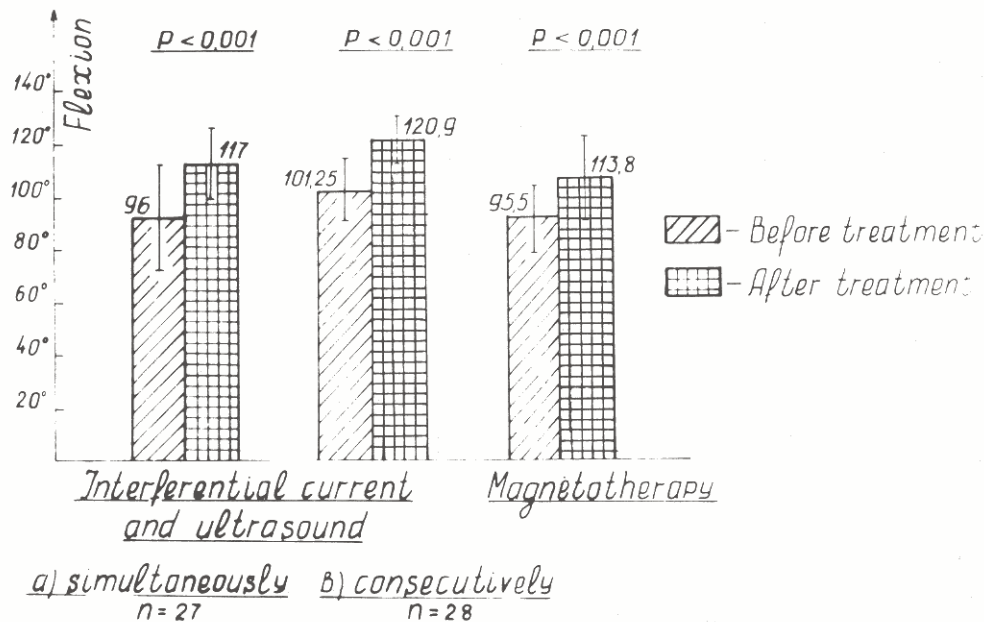 Flexion
P < 0,001
P < 0,001
P < 0,001
140°
120°
100°
80°
60°
40°
20°
96
117
101,25
120,9
95,5
113,8
- Before treatment
- After treatment
Interferential current
and ultrasound
Magnetotherapy
a) simultaneously
n = 27
B) consecutively
n = 28